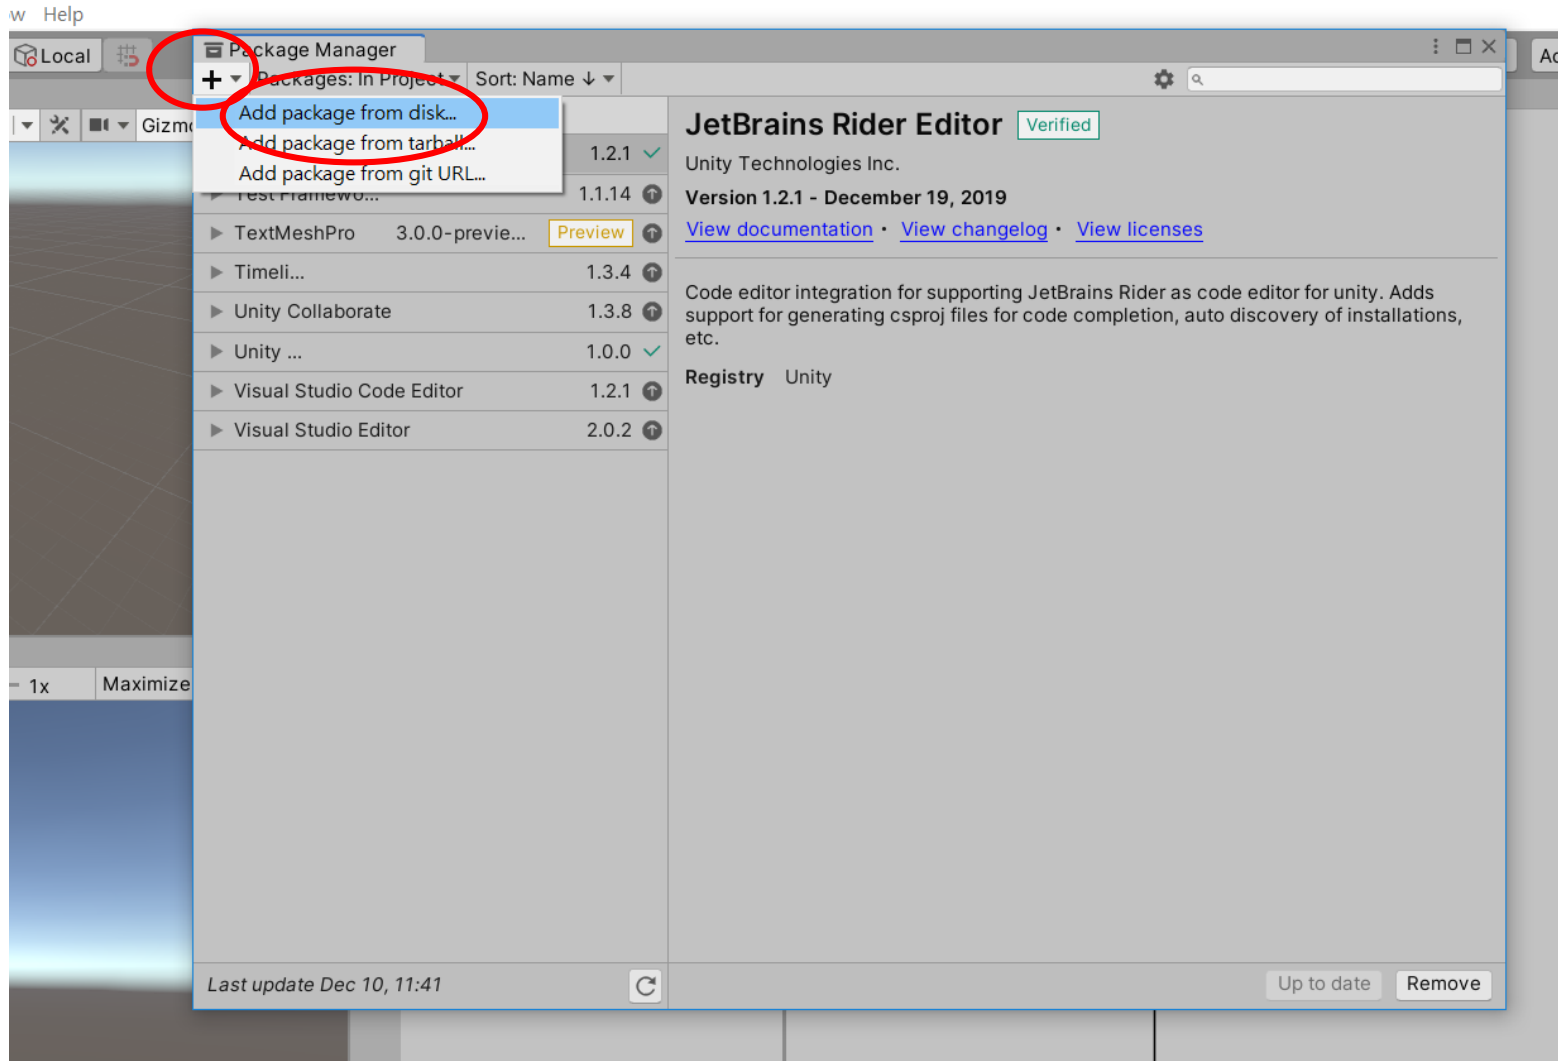 w Help
Local
Ac
Package Manager
Packages: In Project Sort: Name ↓
Gizmo
Add package from disk...
Add package from tarball...
Add package from git URL...
1.2.1
Test Framewo... 1.1.14
TextMeshPro 3.0.0-previe... Preview
Timeli... 1.3.4
Unity Collaborate 1.3.8
Unity ... 1.0.0
Visual Studio Code Editor 1.2.1
Visual Studio Editor 2.0.2
JetBrains Rider Editor Verified
Unity Technologies Inc.
Version 1.2.1 - December 19, 2019
View documentation • View changelog • View licenses
Code editor integration for supporting JetBrains Rider as code editor for unity. Adds
support for generating csproj files for code completion, auto discovery of installations,
etc.
Registry Unity
1x Maximize
Last update Dec 10, 11:41
Up to date Remove